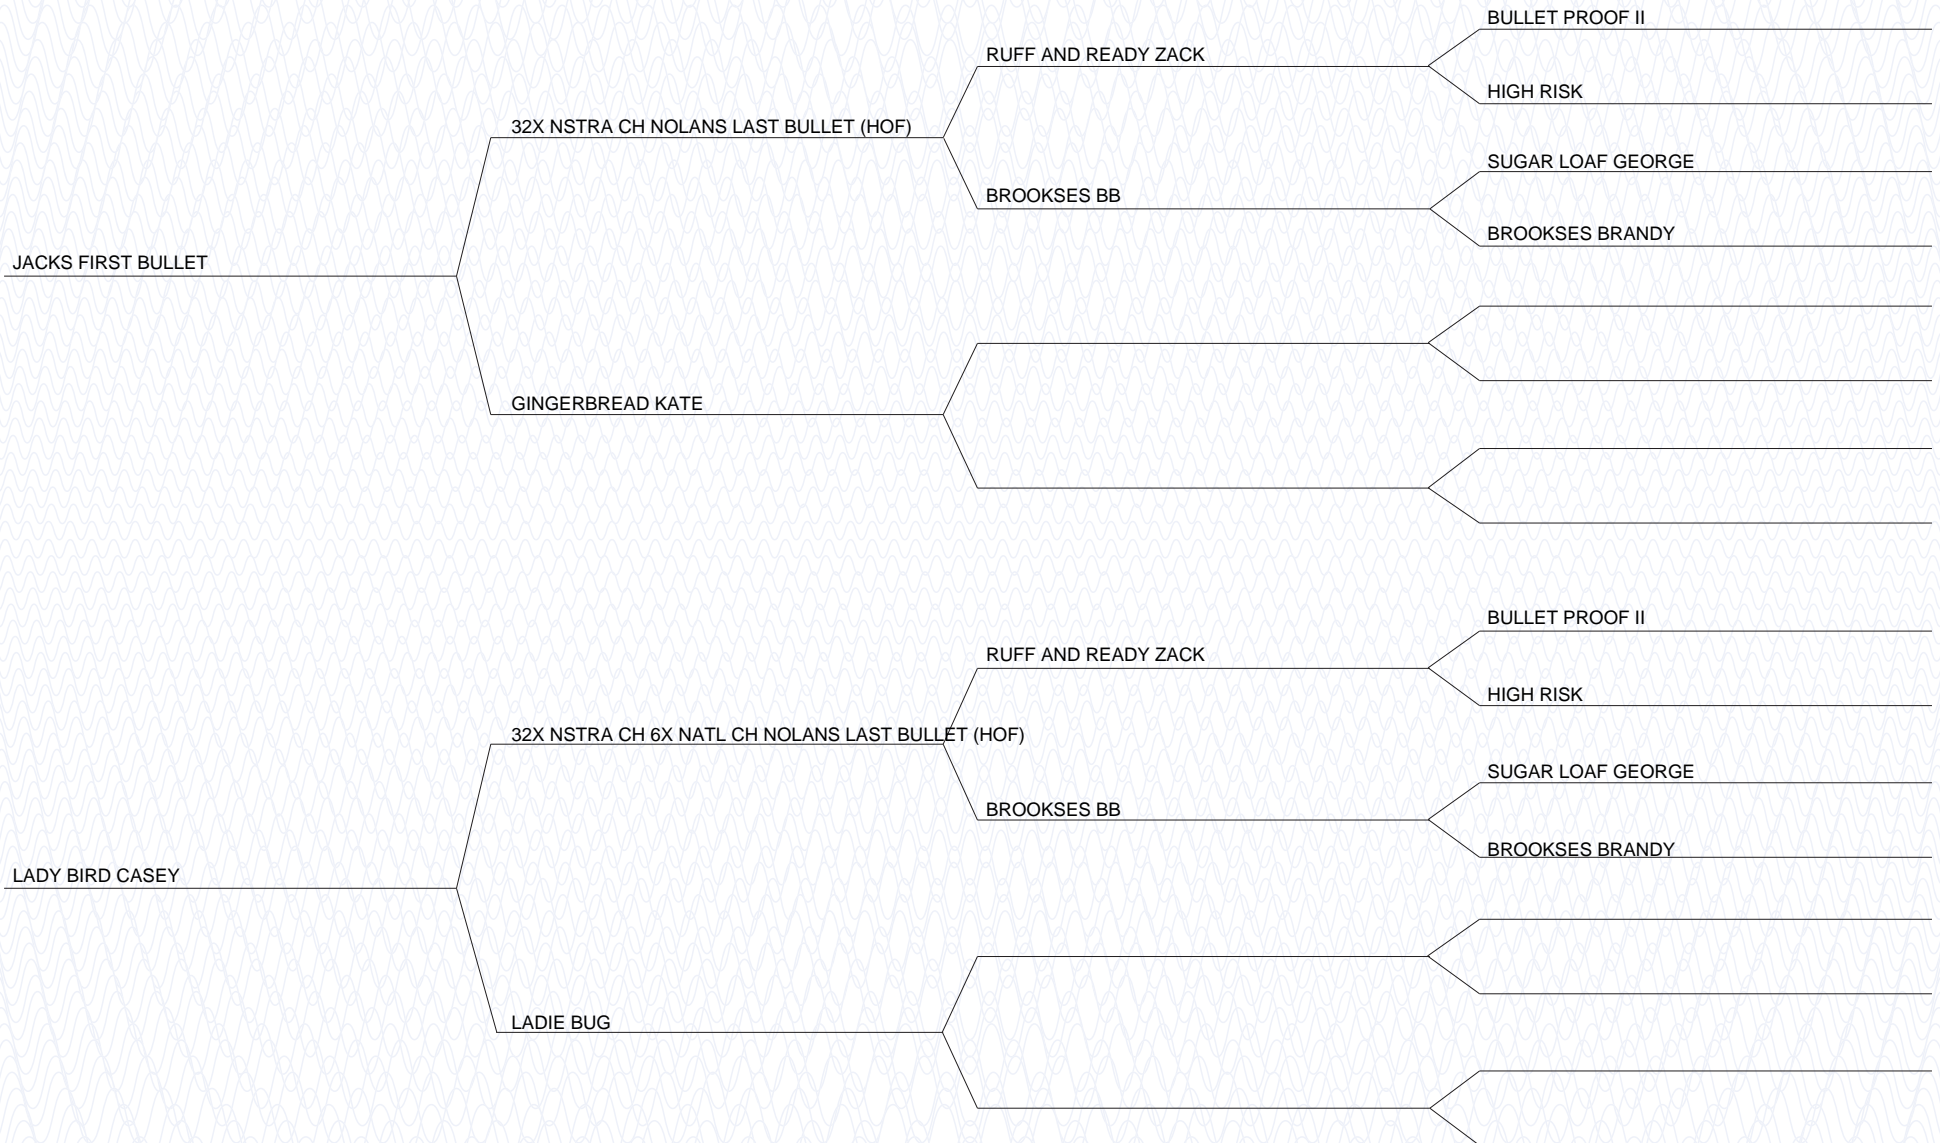 BULLET PROOF II
RUFF AND READY ZACK
HIGH RISK
32X NSTRA CH NOLANS LAST BULLET (HOF)
SUGAR LOAF GEORGE
BROOKSES BB
BROOKSES BRANDY
JACKS FIRST BULLET
GINGERBREAD KATE
BULLET PROOF II
RUFF AND READY ZACK
HIGH RISK
32X NSTRA CH 6X NATL CH NOLANS LAST BULLET (HOF)
SUGAR LOAF GEORGE
BROOKSES BB
BROOKSES BRANDY
LADY BIRD CASEY
LADIE BUG